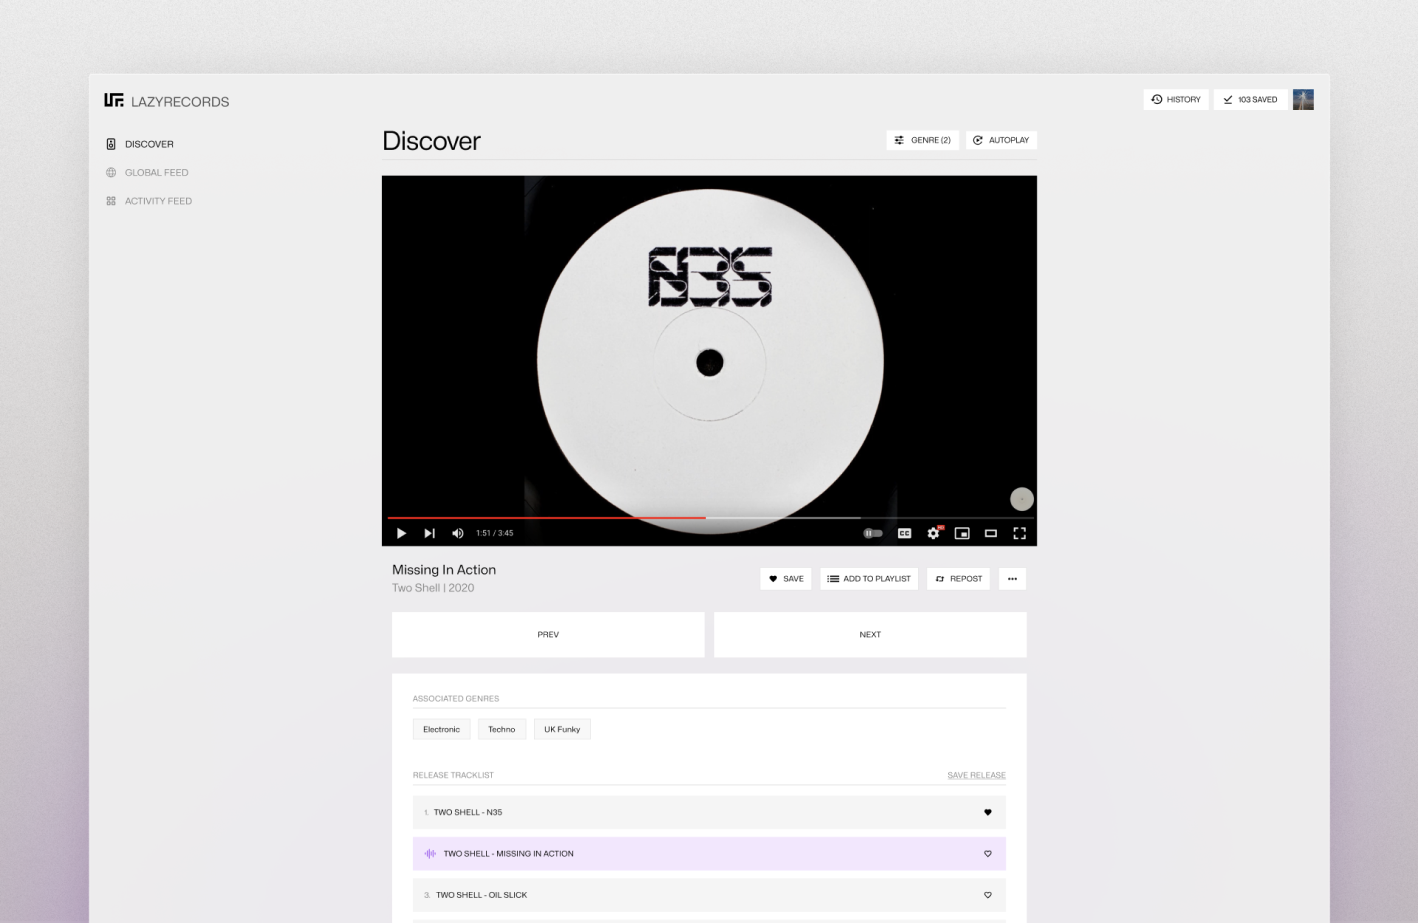 LAZYRECORDS
HISTORY
103 SAVED
DISCOVER
GLOBAL FEED
ACTIVITY FEED
Discover
GENRE (2)
AUTOPLAY
N35
1:51 / 3:45
CC
HD
Missing In Action
Two Shell | 2020
SAVE
ADD TO PLAYLIST
REPOST
PREV
NEXT
ASSOCIATED GENRES
Electronic
Techno
UK Funky
RELEASE TRACKLIST
SAVE RELEASE
1. TWO SHELL - N35
TWO SHELL - MISSING IN ACTION
3. TWO SHELL - OIL SLICK